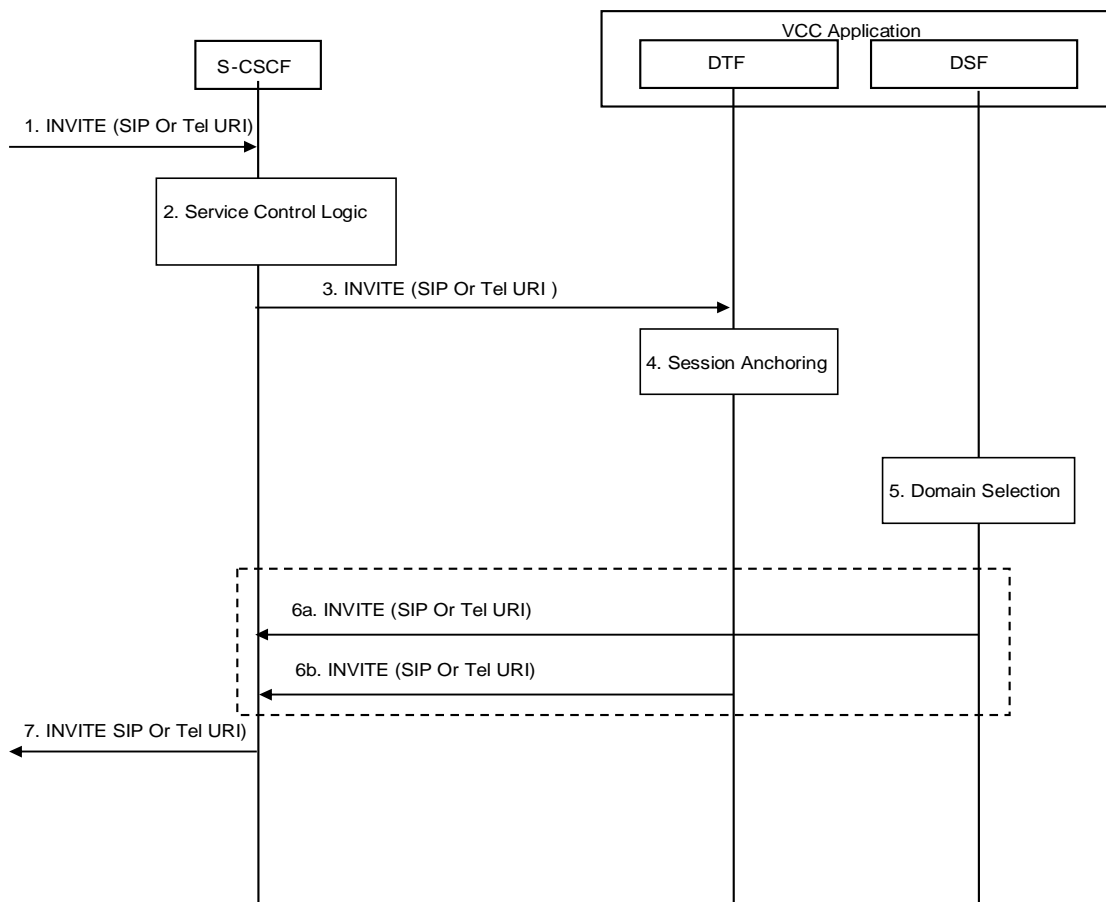 VCC Application
S-CSCF
DTF
DSF
1. INVITE (SIP Or Tel URI)
2. Service Control Logic
3. INVITE (SIP Or Tel URI )
4. Session Anchoring
5. Domain Selection
6a. INVITE (SIP Or Tel URI)
6b. INVITE (SIP Or Tel URI)
7. INVITE SIP Or Tel URI)